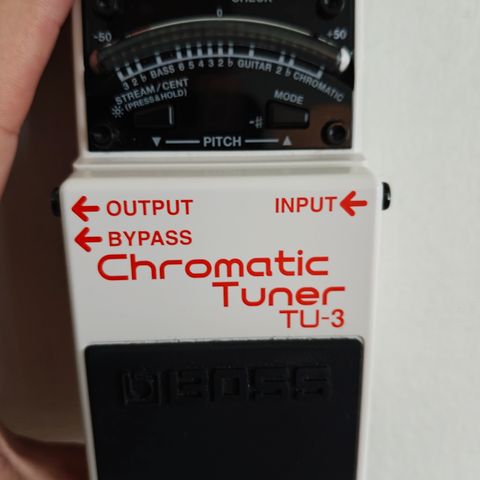 CHECK
-50 0 +50
3 2 ♭ BASS 6 5 4 3 2 ♭ GUITAR 2 ♭ CHROMATIC
STREAM/CENT MODE
(PRESS&HOLD)
-♯
▼ PITCH ▲
← OUTPUT INPUT ←
← BYPASS
Chromatic
Tuner
TU-3
BOSS